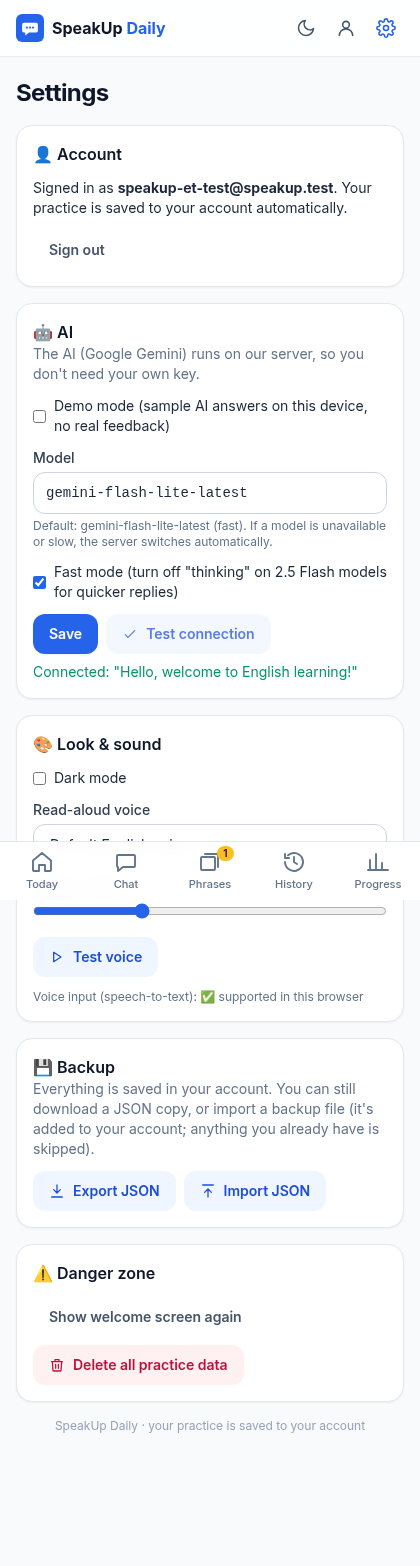 SpeakUp Daily
Settings
👤 Account
Signed in as speakup-et-test@speakup.test. Your
practice is saved to your account automatically.
Sign out
🤖 AI
The AI (Google Gemini) runs on our server, so you
don't need your own key.
Demo mode (sample AI answers on this device,
no real feedback)
Model
gemini-flash-lite-latest
Default: gemini-flash-lite-latest (fast). If a model is unavailable
or slow, the server switches automatically.
Fast mode (turn off "thinking" on 2.5 Flash models
for quicker replies)
Save
Test connection
Connected: "Hello, welcome to English learning!"
🎨 Look & sound
Dark mode
Read-aloud voice
1
Today
Chat
Phrases
History
Progress
Test voice
Voice input (speech-to-text): ✅ supported in this browser
💾 Backup
Everything is saved in your account. You can still
download a JSON copy, or import a backup file (it's
added to your account; anything you already have is
skipped).
Export JSON
Import JSON
⚠️ Danger zone
Show welcome screen again
Delete all practice data
SpeakUp Daily · your practice is saved to your account